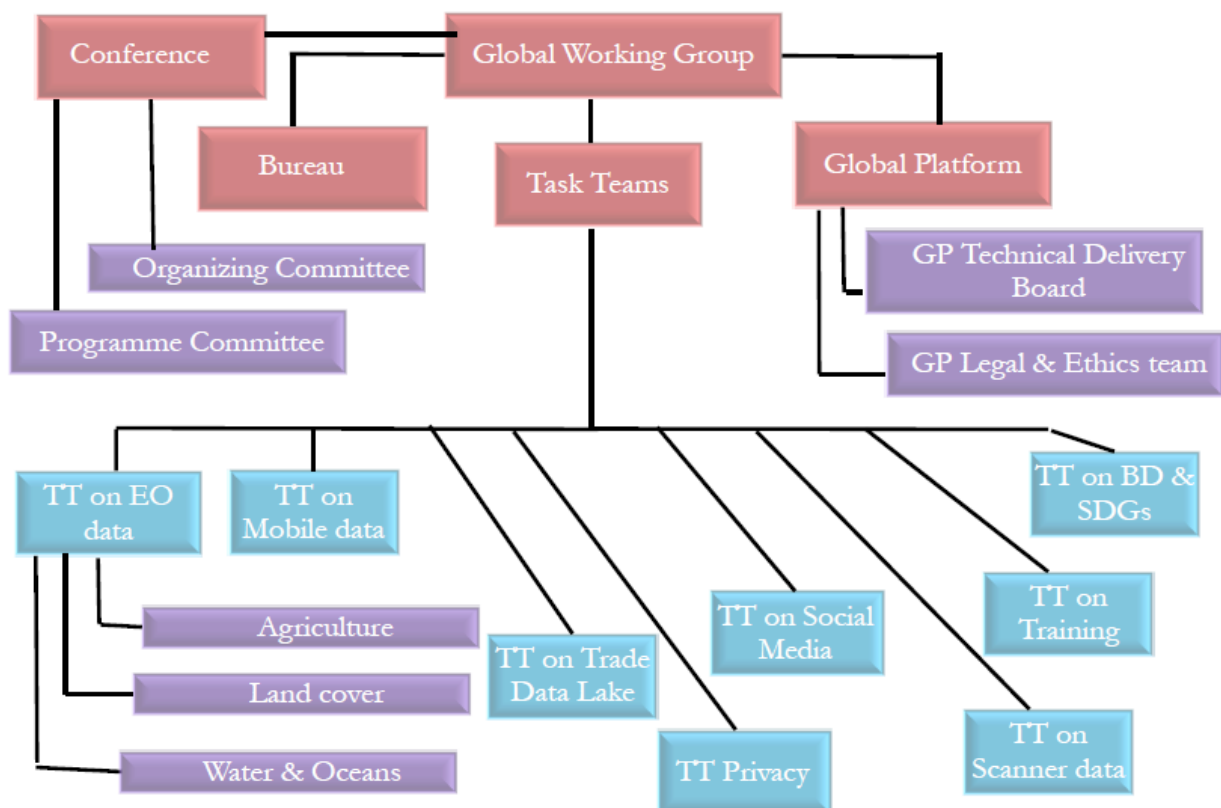 Conference
Global Working Group
Bureau
Task Teams
Global Platform
Organizing Committee
Programme Committee
GP Technical Delivery
Board
GP Legal & Ethics team
TT on EO
data
TT on
Mobile data
TT on BD &
SDGs
TT on
Training
TT on Social
Media
TT on Trade
Data Lake
TT on
Scanner data
TT Privacy
Agriculture
Land cover
Water & Oceans